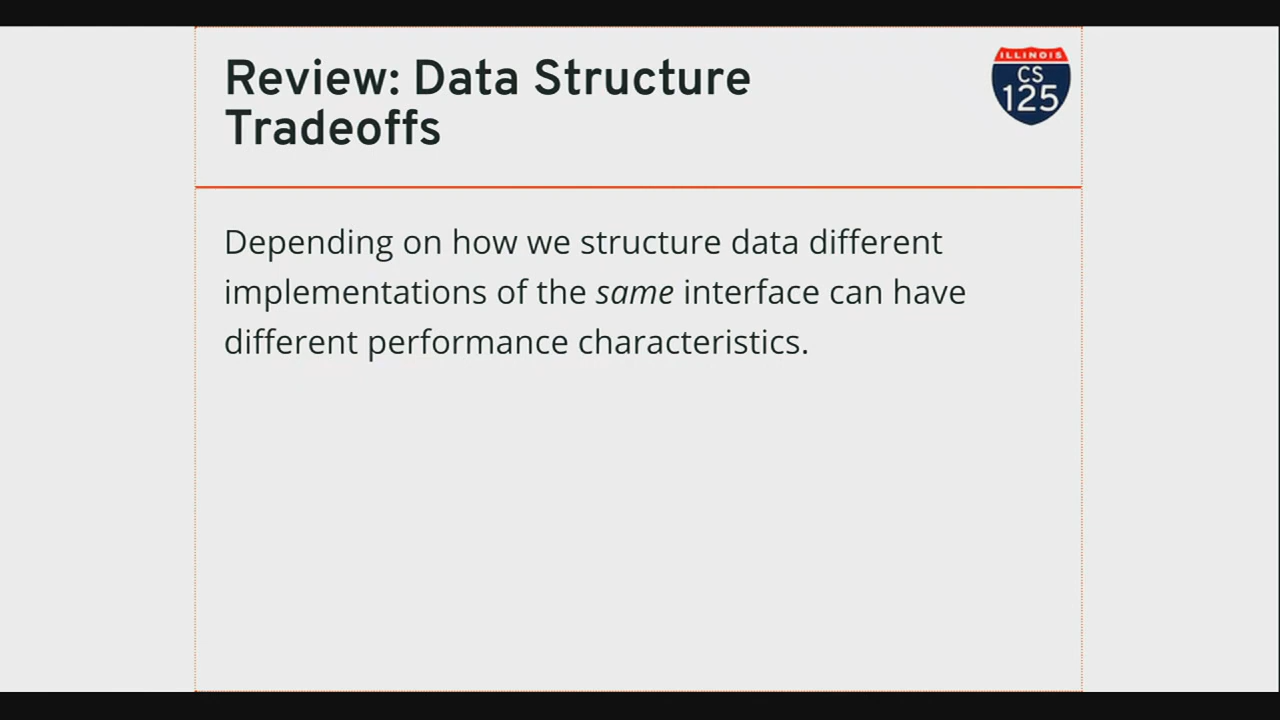 Review: Data Structure
Tradeoffs
ILLINOIS
CS
125
Depending on how we structure data different
implementations of the same interface can have
different performance characteristics.